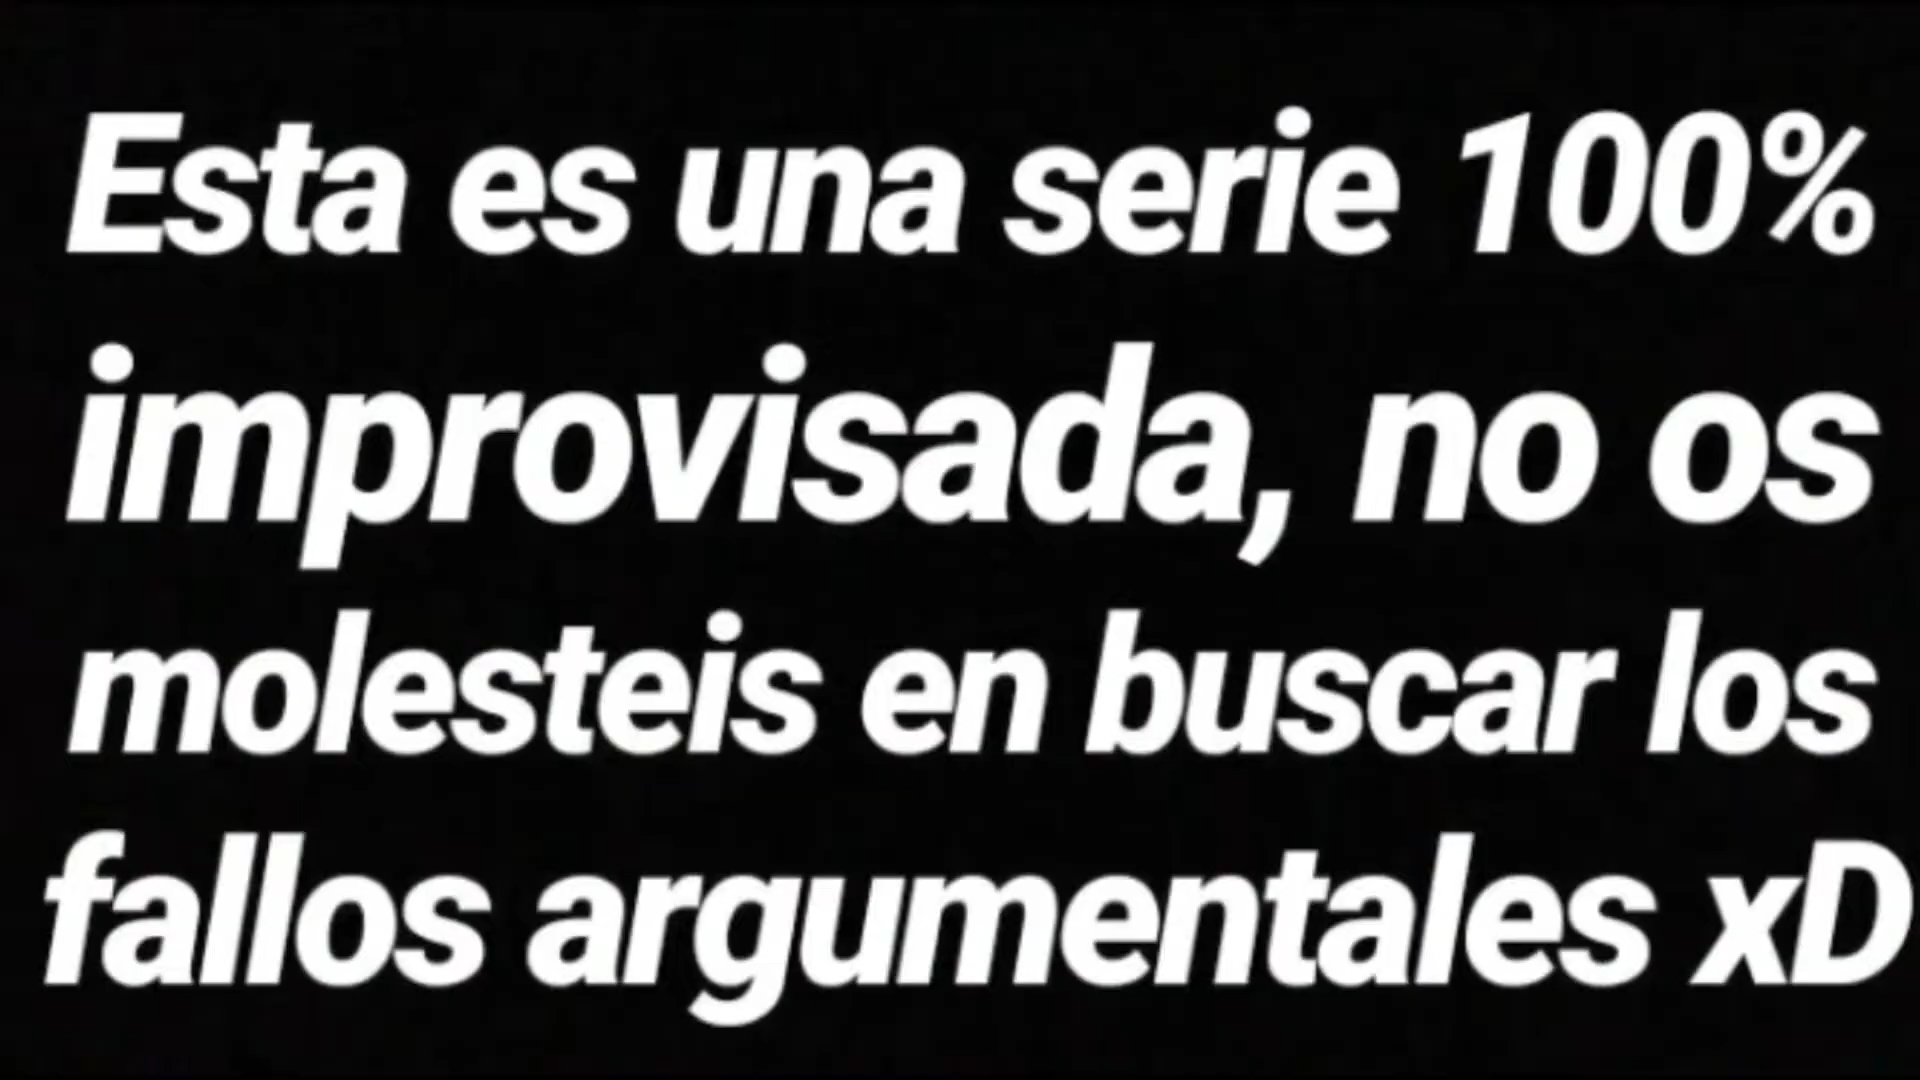 Esta es una serie 100%
improvisada, no os
molesteis en buscar los
fallos argumentales xD